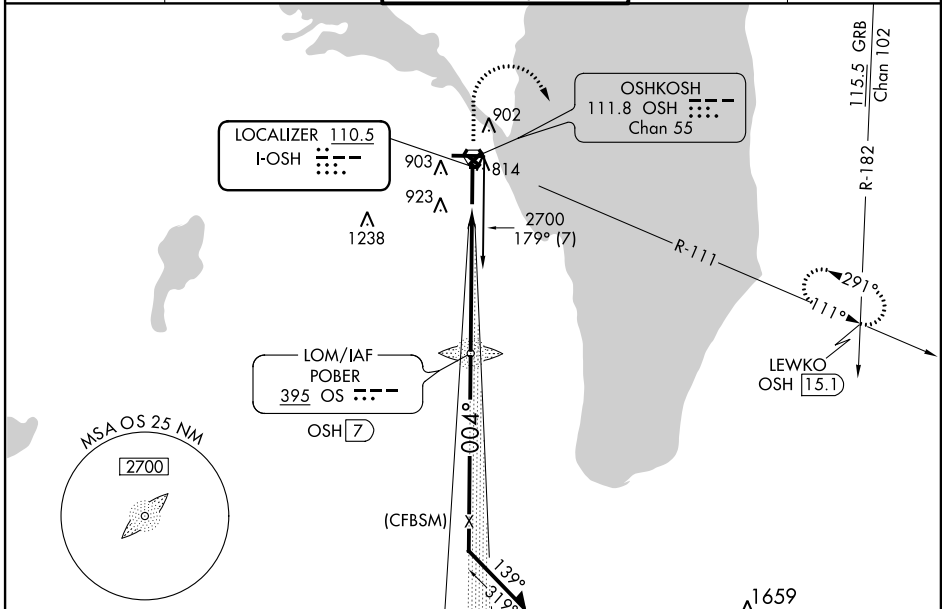 115.5 GRB
Chan 102
R-182
OSHKOSH
111.8 OSH
Chan 55
902
LOCALIZER 110.5
I-OSH
903
814
923
1238
2700
179° (7)
R-111
291°
111°
LEWKO
OSH 15.1
LOM/IAF
POBER
395 OS
OSH 7
004°
MSA OS 25 NM
2700
(CFBSM)
X
139°
319°
1659